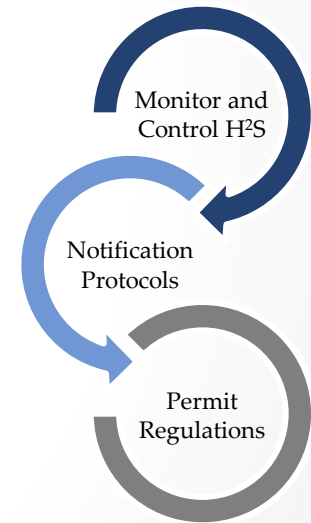 Monitor and
Control H²S
Notification
Protocols
Permit
Regulations